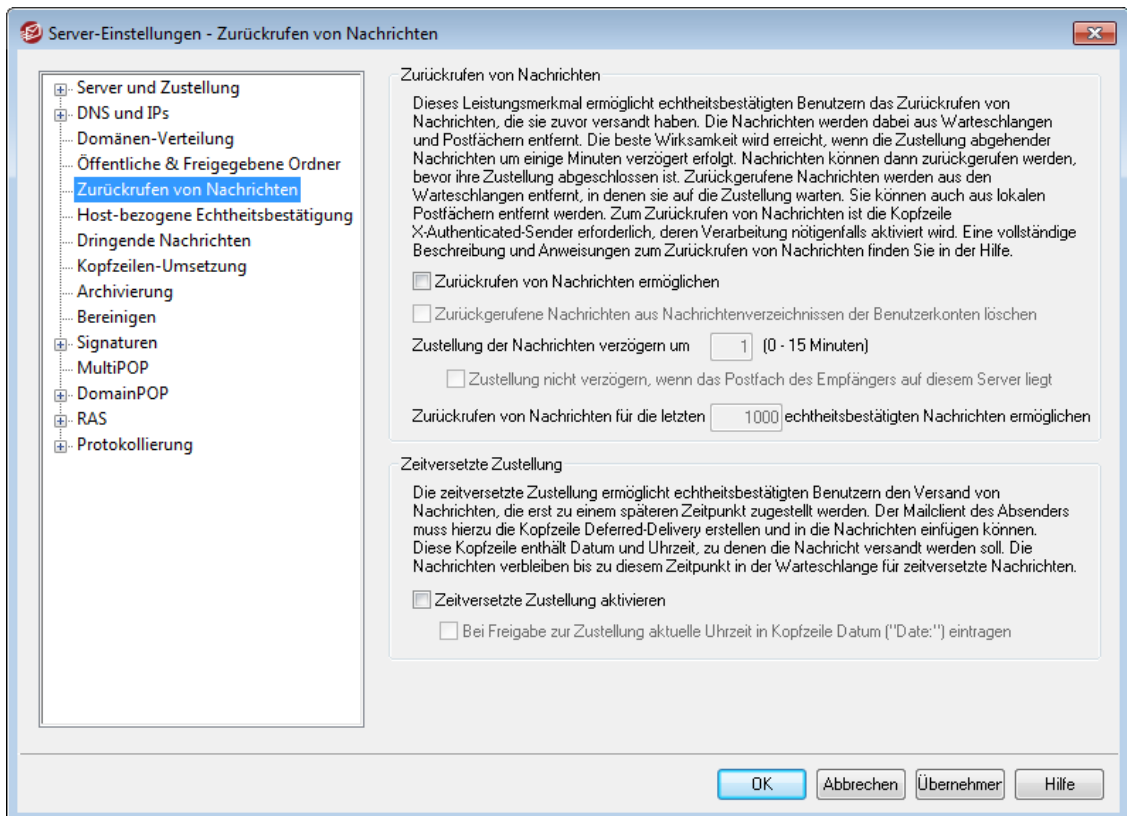 Server-Einstellungen - Zurückrufen von Nachrichten
Server und Zustellung
DNS und IPs
Domänen-Verteilung
Öffentliche & Freigegebene Ordner
Zurückrufen von Nachrichten
Host-bezogene Echtheitsbestätigung
Dringende Nachrichten
Kopfzeilen-Umsetzung
Archivierung
Bereinigen
Signaturen
MultiPOP
DomainPOP
RAS
Protokollierung
Zurückrufen von Nachrichten
Dieses Leistungsmerkmal ermöglicht echtheitsbestätigten Benutzern das Zurückrufen von
Nachrichten, die sie zuvor versandt haben. Die Nachrichten werden dabei aus Warteschlangen
und Postfächern entfernt. Die beste Wirksamkeit wird erreicht, wenn die Zustellung abgehender
Nachrichten um einige Minuten verzögert erfolgt. Nachrichten können dann zurückgerufen werden,
bevor ihre Zustellung abgeschlossen ist. Zurückgerufene Nachrichten werden aus den
Warteschlangen entfernt, in denen sie auf die Zustellung warten. Sie können auch aus lokalen
Postfächern entfernt werden. Zum Zurückrufen von Nachrichten ist die Kopfzeile
X-Authenticated-Sender erforderlich, deren Verarbeitung nötigenfalls aktiviert wird. Eine vollständige
Beschreibung und Anweisungen zum Zurückrufen von Nachrichten finden Sie in der Hilfe.
Zurückrufen von Nachrichten ermöglichen
Zurückgerufene Nachrichten aus Nachrichtenverzeichnissen der Benutzerkonten löschen
Zustellung der Nachrichten verzögern um 1 (0 - 15 Minuten)
Zustellung nicht verzögern, wenn das Postfach des Empfängers auf diesem Server liegt
Zurückrufen von Nachrichten für die letzten 1000 echtheitsbestätigten Nachrichten ermöglichen
Zeitversetzte Zustellung
Die zeitversetzte Zustellung ermöglicht echtheitsbestätigten Benutzern den Versand von
Nachrichten, die erst zu einem späteren Zeitpunkt zugestellt werden. Der Mailclient des Absenders
muss hierzu die Kopfzeile Deferred-Delivery erstellen und in die Nachrichten einfügen können.
Diese Kopfzeile enthält Datum und Uhrzeit, zu denen die Nachricht versandt werden soll. Die
Nachrichten verbleiben bis zu diesem Zeitpunkt in der Warteschlange für zeitversetzte Nachrichten.
Zeitversetzte Zustellung aktivieren
Bei Freigabe zur Zustellung aktuelle Uhrzeit in Kopfzeile Datum ("Date:") eintragen
OK
Abbrechen
Übernehmer
Hilfe